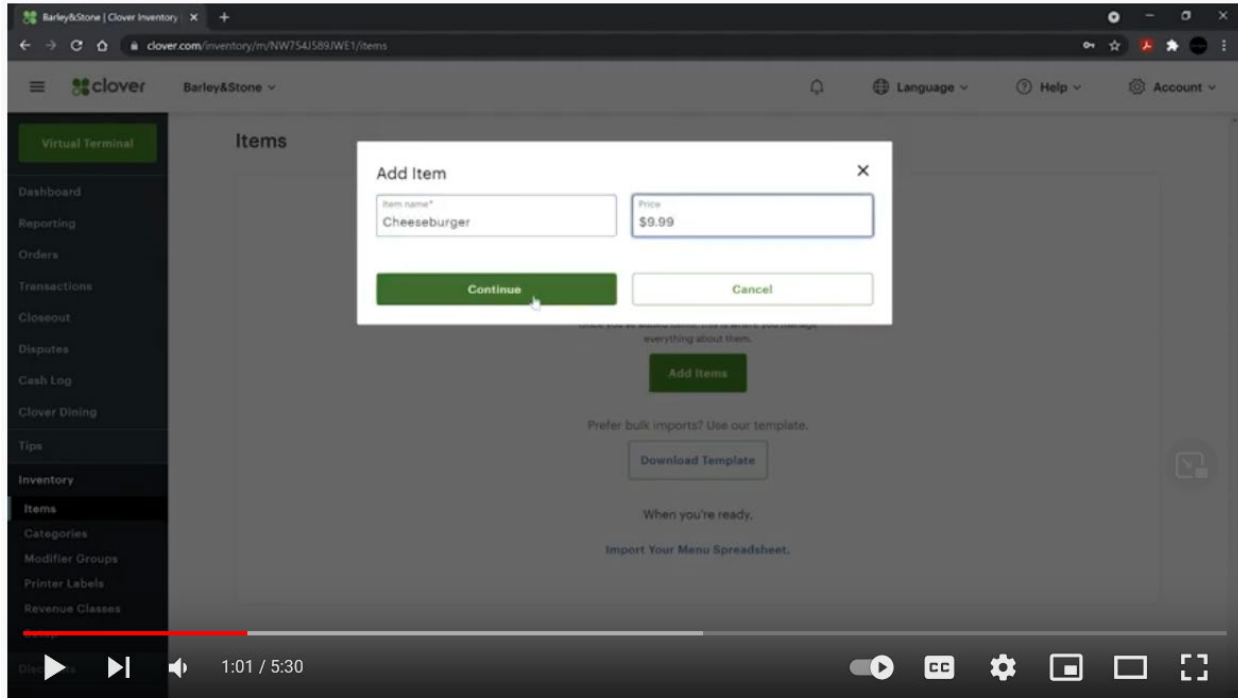 Barley&Stone | Clover Inventory
clover.com/inventory/m/NW7S4J589JWE1/items
clover
Barley&Stone
Language
Help
Account
Virtual Terminal
Dashboard
Reporting
Orders
Transactions
Closeout
Disputes
Cash Log
Clover Dining
Tips
Inventory
Items
Categories
Modifier Groups
Printer Labels
Revenue Classes
Setup
Items
Add Item
Item name*
Cheeseburger
Price
$9.99
Continue
Cancel
everything about them.
Add Items
Prefer bulk imports? Use our template.
Download Template
When you're ready,
Import Your Menu Spreadsheet.
1:01 / 5:30
CC